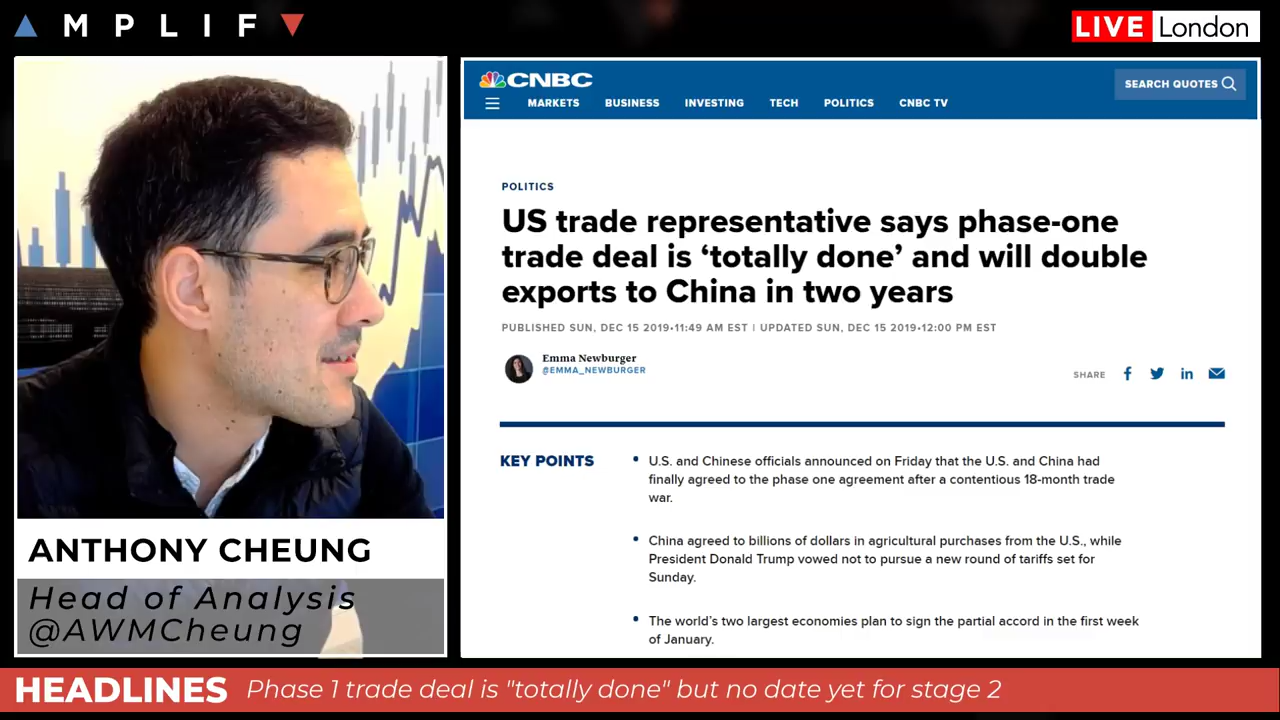 ▲ M P L I F ▼
LIVE London
CNBC
SEARCH QUOTES
MARKETS BUSINESS INVESTING TECH POLITICS CNBC TV
POLITICS
US trade representative says phase-one
trade deal is ‘totally done’ and will double
exports to China in two years
PUBLISHED SUN, DEC 15 2019•11:49 AM EST | UPDATED SUN, DEC 15 2019•12:00 PM EST
Emma Newburger
@EMMA_NEWBURGER
SHARE
KEY POINTS
• U.S. and Chinese officials announced on Friday that the U.S. and China had
finally agreed to the phase one agreement after a contentious 18-month trade
war.
• China agreed to billions of dollars in agricultural purchases from the U.S., while
President Donald Trump vowed not to pursue a new round of tariffs set for
Sunday.
• The world’s two largest economies plan to sign the partial accord in the first week
of January.
ANTHONY CHEUNG
Head of Analysis
@AWMCheung
HEADLINES Phase 1 trade deal is "totally done" but no date yet for stage 2